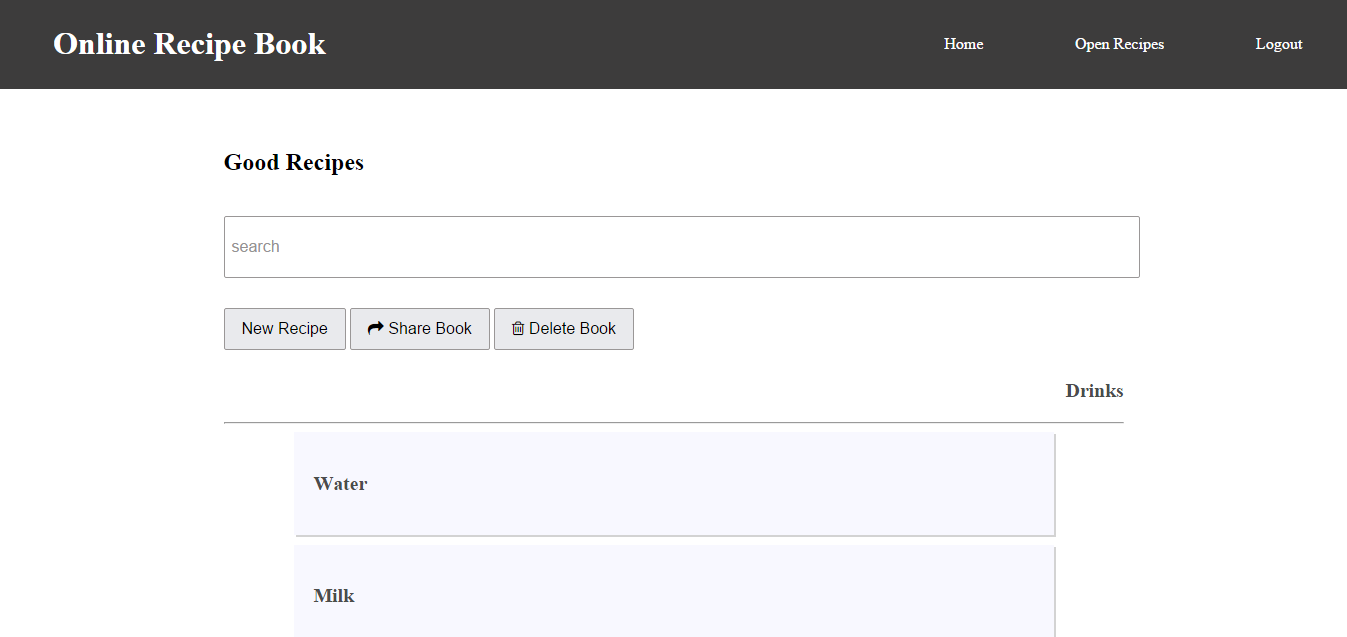 Online Recipe Book
Home Open Recipes Logout
Good Recipes
search
New Recipe Share Book Delete Book
Drinks
Water
Milk